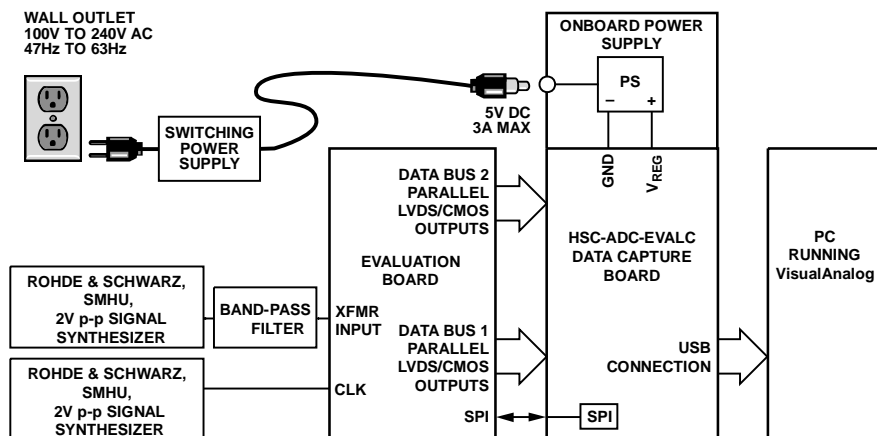 WALL OUTLET
100V TO 240V AC
47Hz TO 63Hz
SWITCHING
POWER
SUPPLY
5V DC
3A MAX
ONBOARD POWER
SUPPLY
PS
– +
GND
VREG
DATA BUS 2
PARALLEL
LVDS/CMOS
OUTPUTS
EVALUATION
BOARD
XFMR
INPUT
DATA BUS 1
PARALLEL
LVDS/CMOS
OUTPUTS
CLK
SPI
ROHDE & SCHWARZ,
SMHU,
2V p-p SIGNAL
SYNTHESIZER
BAND-PASS
FILTER
ROHDE & SCHWARZ,
SMHU,
2V p-p SIGNAL
SYNTHESIZER
HSC-ADC-EVALC
DATA CAPTURE
BOARD
USB
CONNECTION
SPI
PC
RUNNING
VisualAnalog